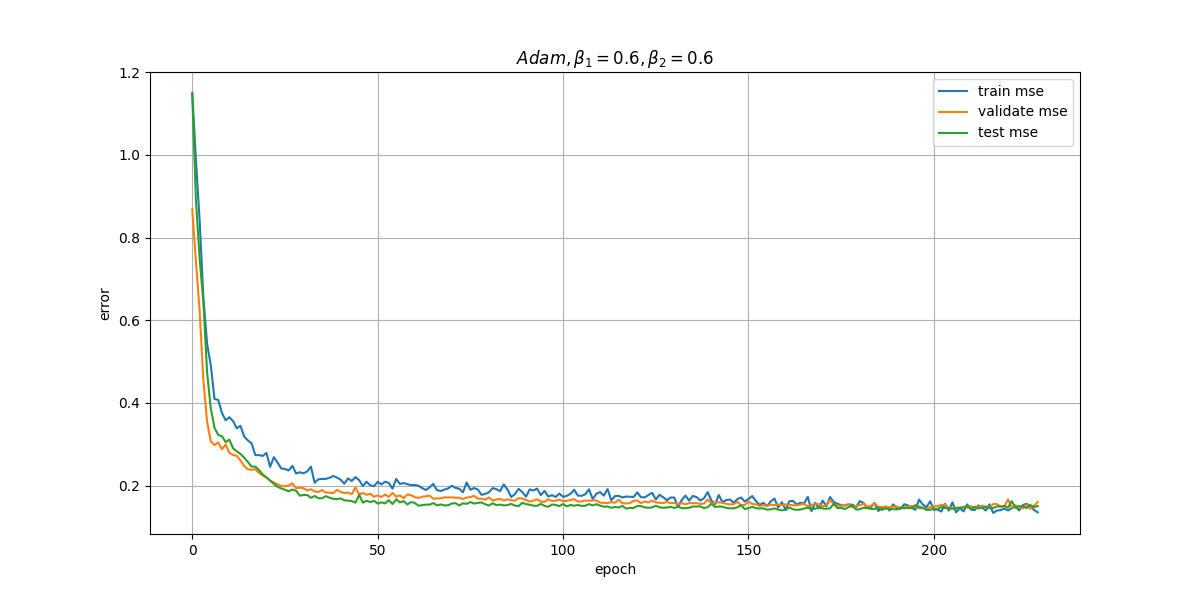 Adam, β₁ = 0.6, β₂ = 0.6
1.2
1.0
0.8
0.6
0.4
0.2
error
0 50 100 150 200
epoch
train mse
validate mse
test mse